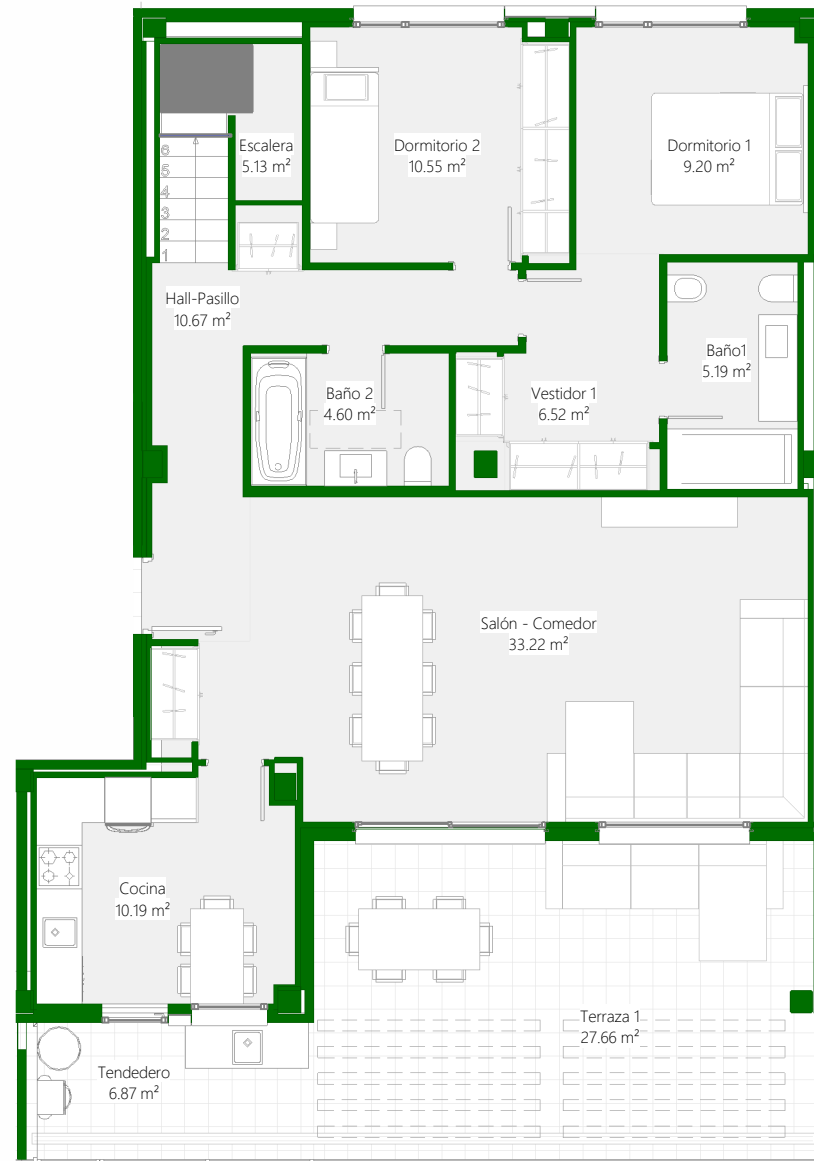 Escalera
5.13 m²
Dormitorio 2
10.55 m²
Dormitorio 1
9.20 m²
6
5
4
3
2
1
Hall-Pasillo
10.67 m²
Baño1
5.19 m²
Baño 2
4.60 m²
Vestidor 1
6.52 m²
Salón - Comedor
33.22 m²
Cocina
10.19 m²
Terraza 1
27.66 m²
Tendedero
6.87 m²